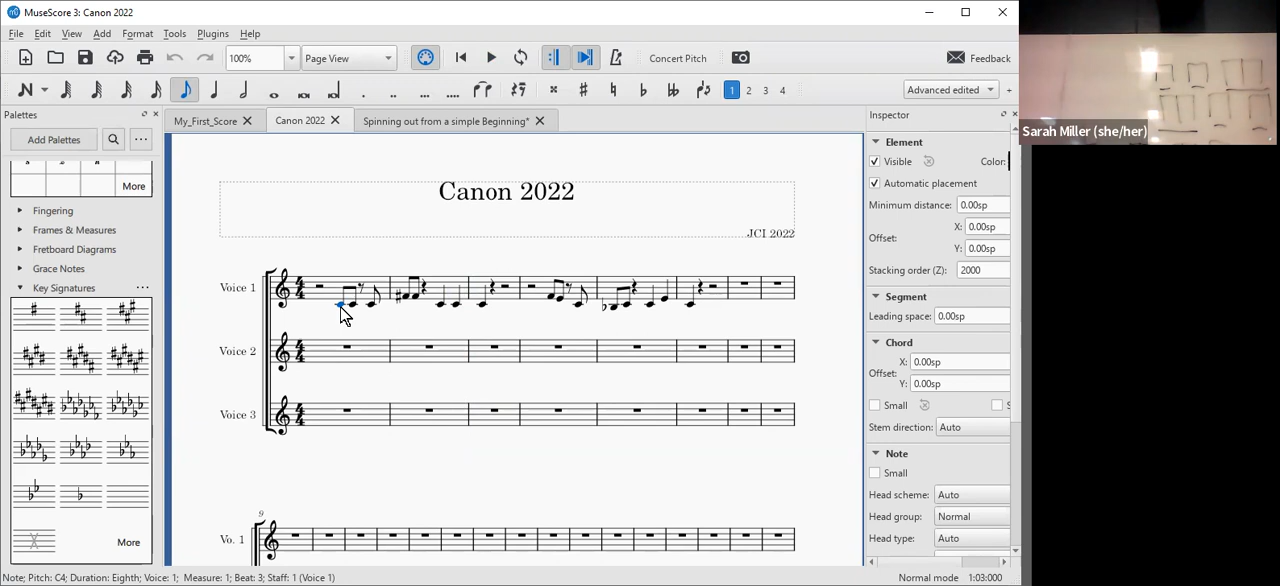 MuseScore 3: Canon 2022
File Edit View Add Format Tools Plugins Help
100% Page View Concert Pitch Feedback
1 2 3 4 Advanced edited +
Palettes
My_First_Score Canon 2022 Spinning out from a simple Beginning*
Inspector
Add Palettes
More
Fingering
Frames & Measures
Fretboard Diagrams
Grace Notes
Key Signatures
More
Canon 2022
JCI 2022
Voice 1
Voice 2
Voice 3
9
Vo. 1
Element
Visible Color:
Automatic placement
Minimum distance: 0.00sp
X: 0.00sp
Offset:
Y: 0.00sp
Stacking order (Z): 2000
Segment
Leading space: 0.00sp
Chord
X: 0.00sp
Offset:
Y: 0.00sp
Small
Stem direction: Auto
Note
Small
Head scheme: Auto
Head group: Normal
Head type: Auto
Sarah Miller (she/her)
Note; Pitch: C4; Duration: Eighth; Voice: 1; Measure: 1; Beat: 3; Staff: 1 (Voice 1)
Normal mode 1:03:000